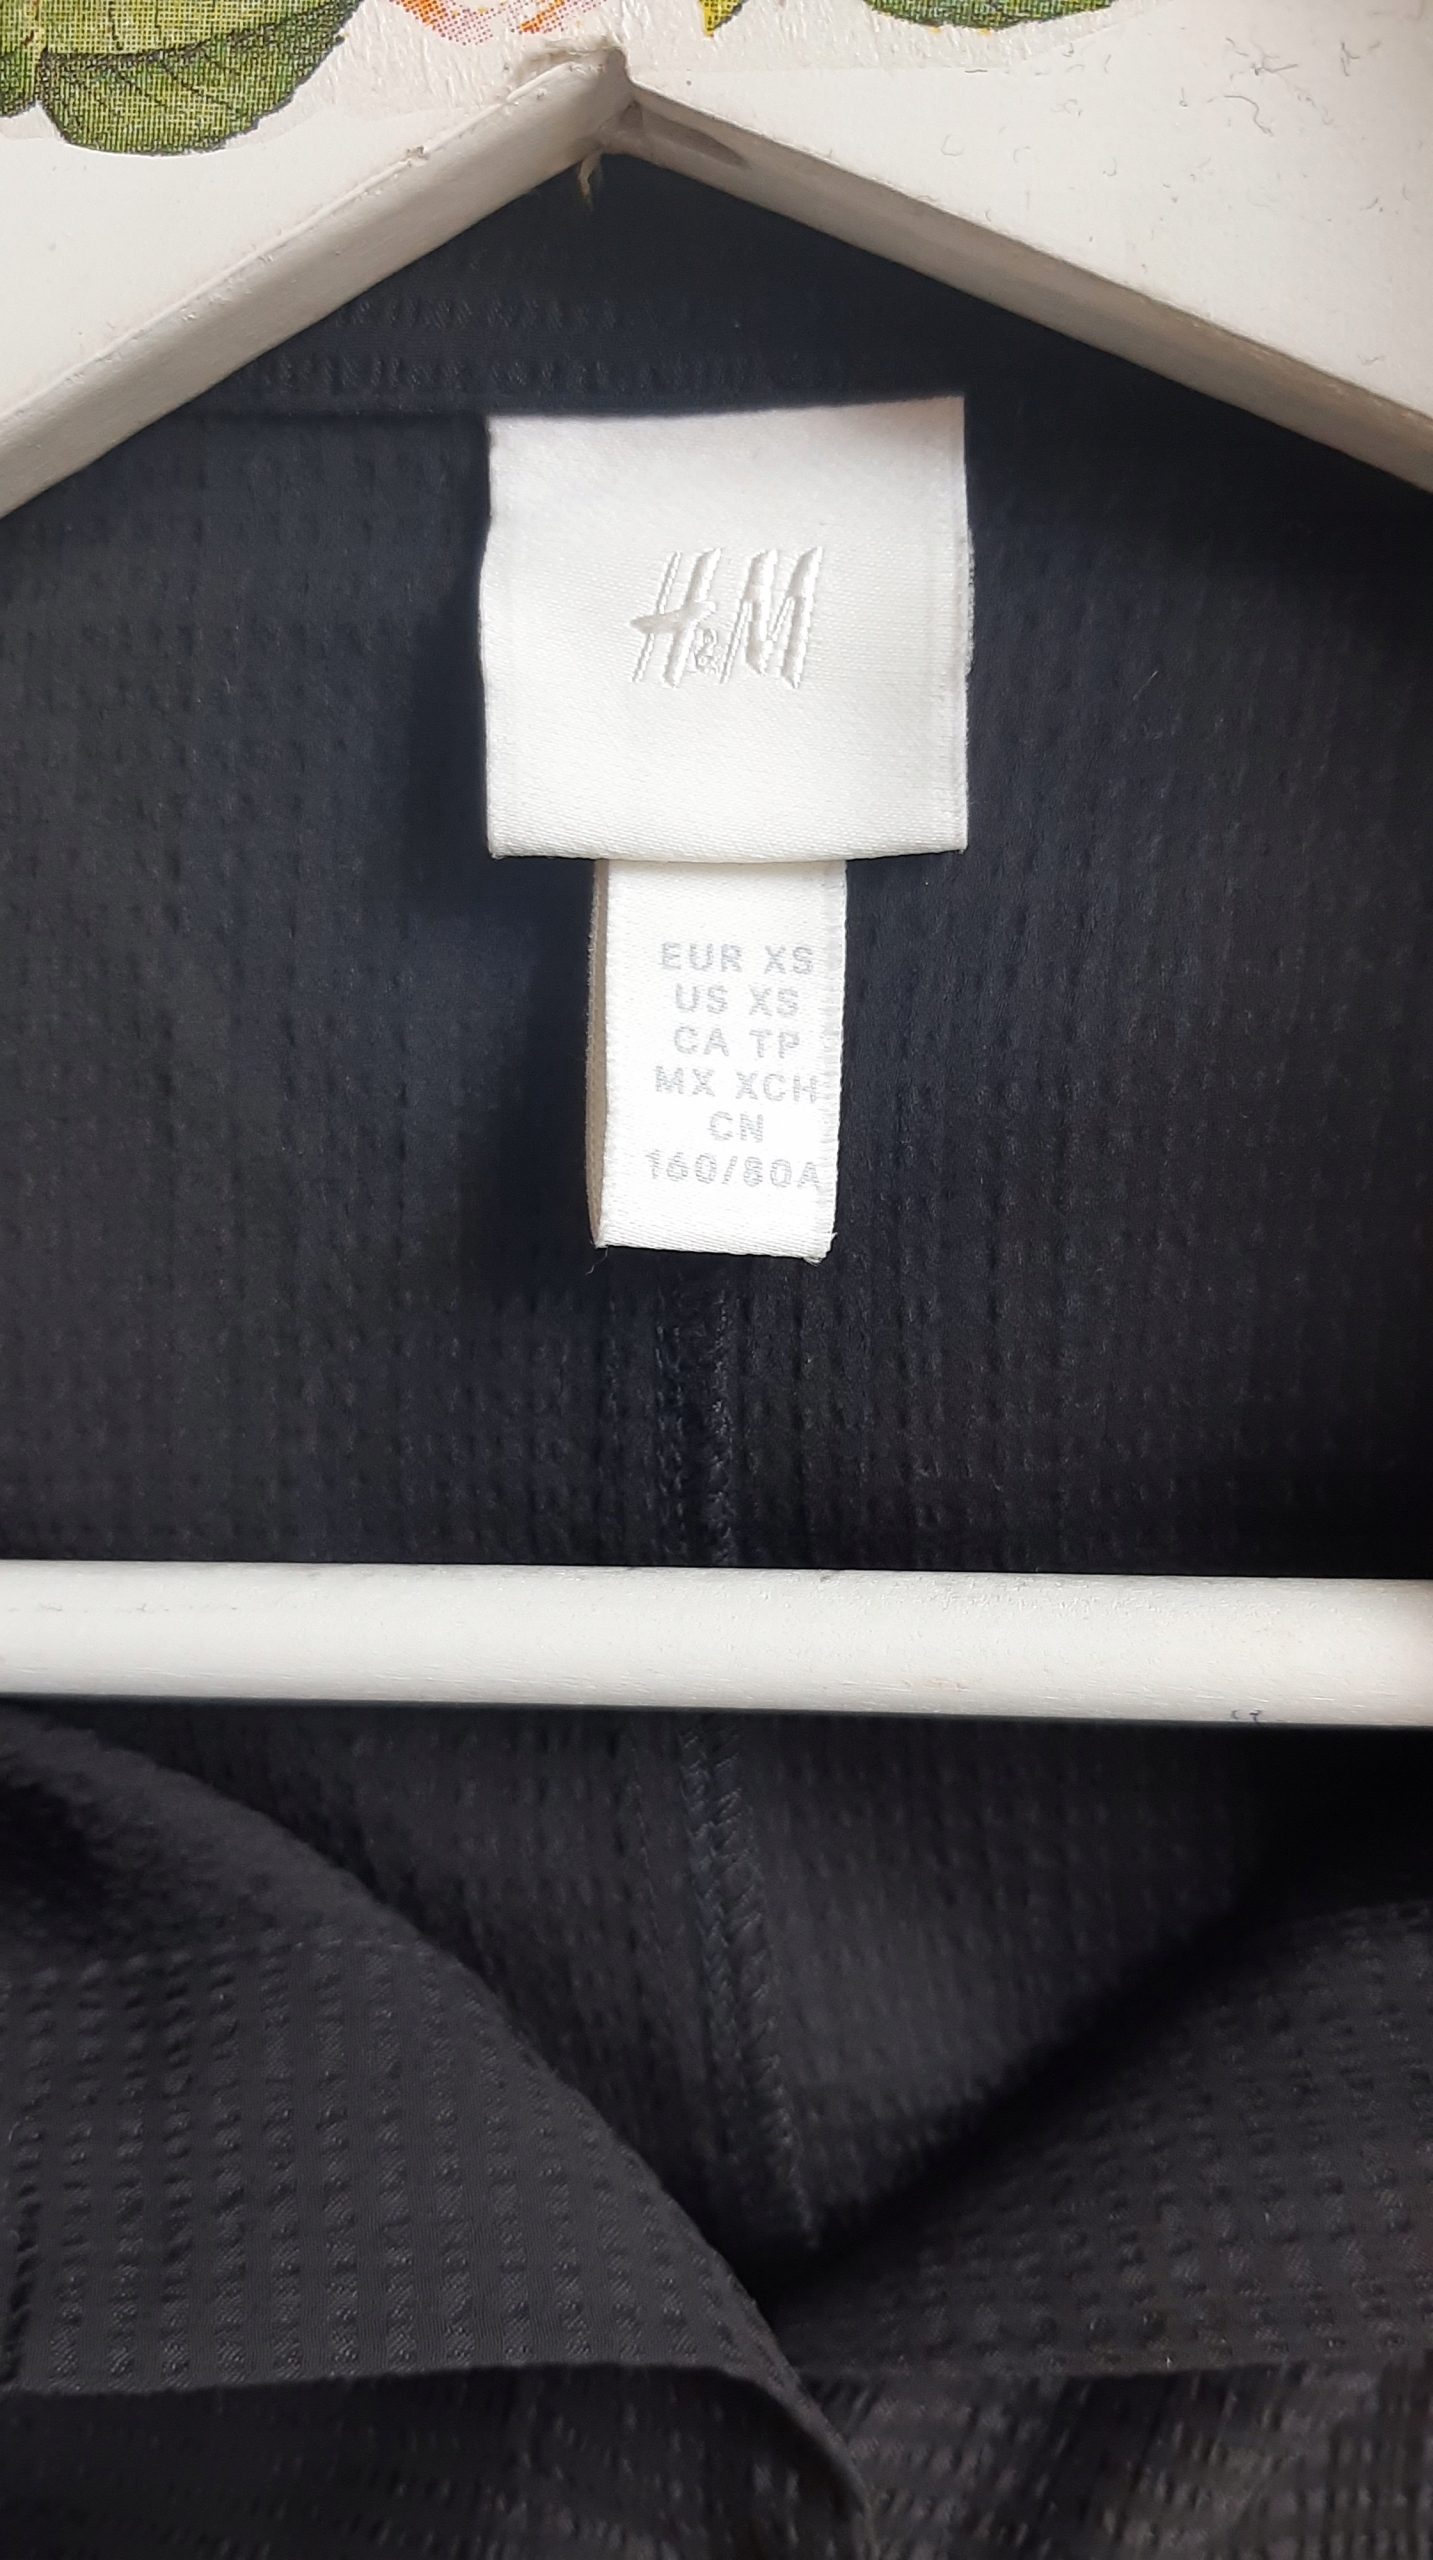 H&M
EUR XS
US XS
CA TP
MX XCH
CN
160/80A